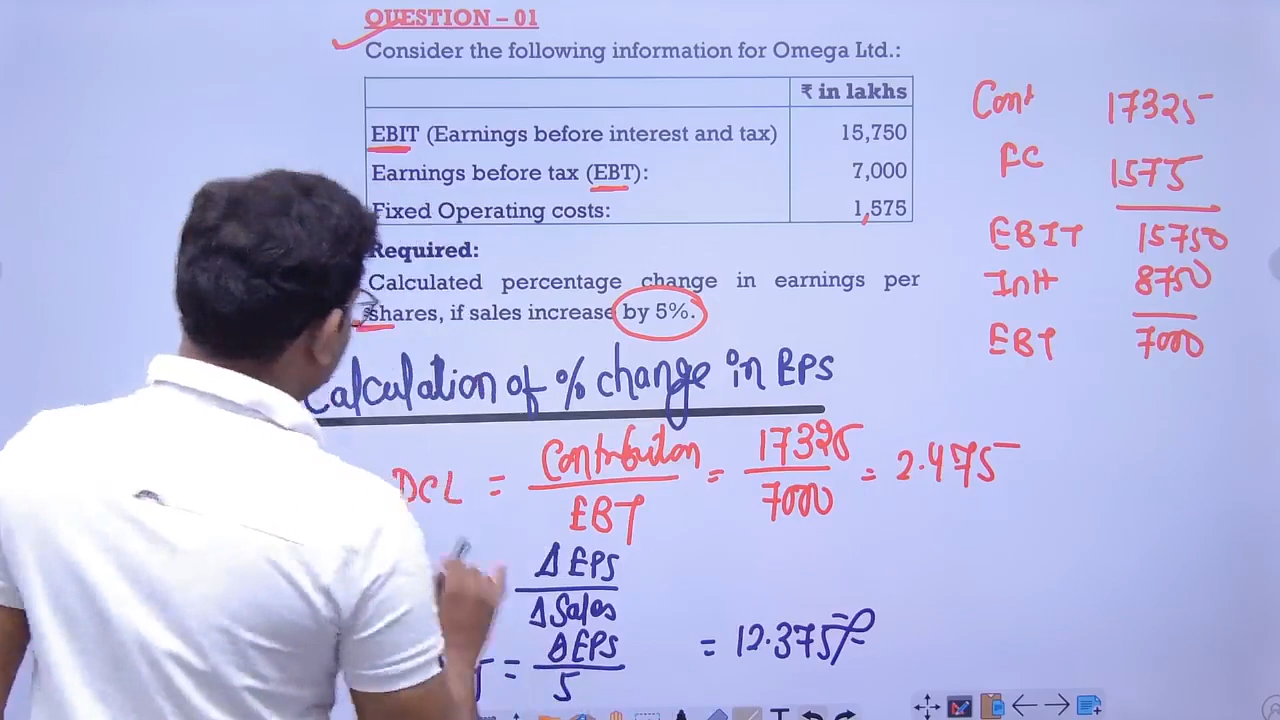 QUESTION – 01
Consider the following information for Omega Ltd.:
₹ in lakhs
EBIT (Earnings before interest and tax) 15,750
Earnings before tax (EBT): 7,000
Fixed Operating costs: 1,575
Required:
Calculated percentage change in earnings per
shares, if sales increase by 5%.
Cont 17325
FC 1575
EBIT 15750
Int 8750
EBT 7000
Calculation of % change in EPS
DCL = Contribution / EBT = 17325 / 7000 = 2.475
Δ EPS / Δ Sales
= Δ EPS / 5 = 12.375%